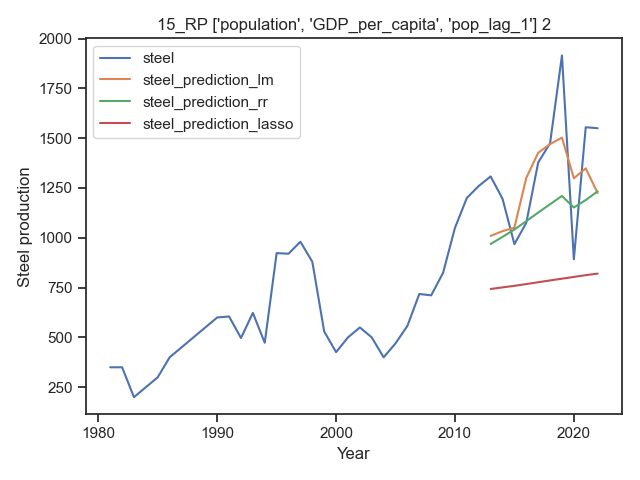 15_RP ['population', 'GDP_per_capita', 'pop_lag_1'] 2
steel
steel_prediction_lm
steel_prediction_rr
steel_prediction_lasso
Steel production
2000
1750
1500
1250
1000
750
500
250
1980
1990
2000
2010
2020
Year